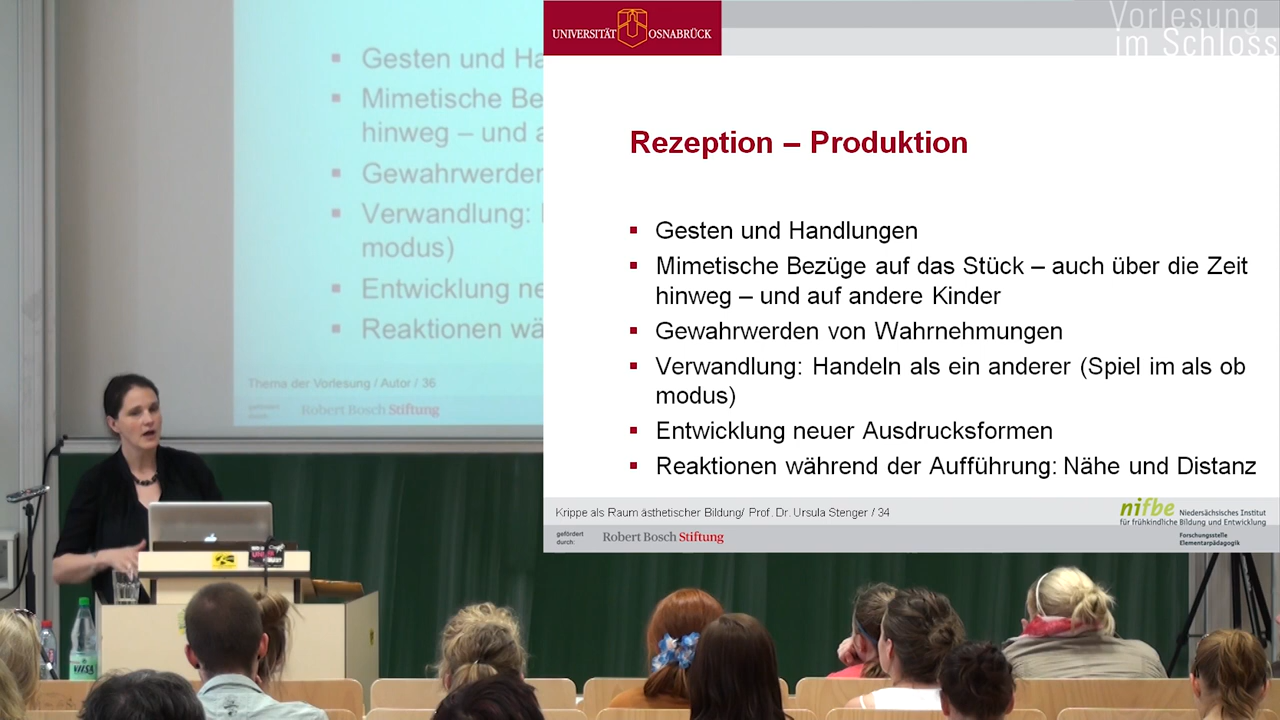 Gesten und Ha
Mimetische Be
hinweg – und a
Gewahrwerden
Verwandlung:
modus)
Entwicklung ne
Reaktionen wä
Thema der Vorlesung / Autor / 36
gefördert
durch:
Robert Bosch Stiftung
UNIVERSITÄT OSNABRÜCK
Vorlesung
im Schloss
Rezeption – Produktion
Gesten und Handlungen
Mimetische Bezüge auf das Stück – auch über die Zeit
hinweg – und auf andere Kinder
Gewahrwerden von Wahrnehmungen
Verwandlung: Handeln als ein anderer (Spiel im als ob
modus)
Entwicklung neuer Ausdrucksformen
Reaktionen während der Aufführung: Nähe und Distanz
Krippe als Raum ästhetischer Bildung/ Prof. Dr. Ursula Stenger / 34
gefördert
durch:
Robert Bosch Stiftung
nifbe Niedersächsisches Institut
für frühkindliche Bildung und Entwicklung
Forschungsstelle
Elementarpädagogik
VILSA